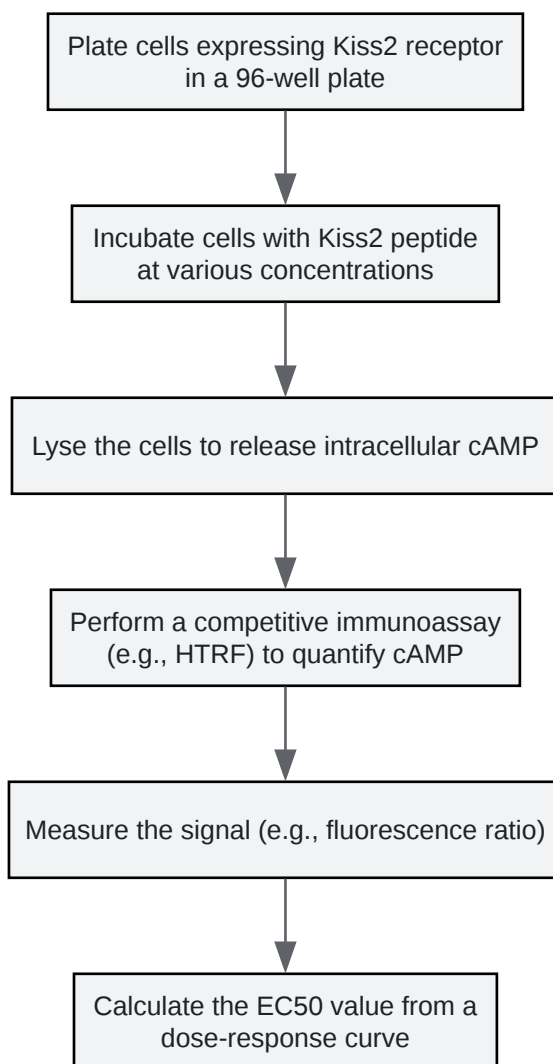 Plate cells expressing Kiss2 receptor
in a 96-well plate
Incubate cells with Kiss2 peptide
at various concentrations
Lyse the cells to release intracellular cAMP
Perform a competitive immunoassay
(e.g., HTRF) to quantify cAMP
Measure the signal (e.g., fluorescence ratio)
Calculate the EC50 value from a
dose-response curve